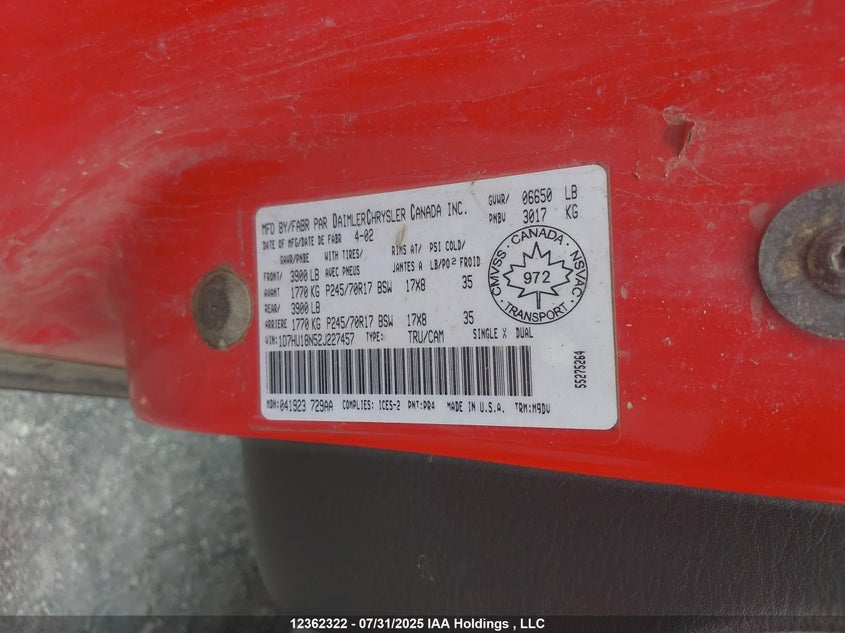 MFD BY/FABR PAR DAIMLERCHRYSLER CANADA INC.
DATE OF MFG/DATE DE FABR 4-02
GVWR/ 06650 LB
PNBV 3017 KG
GAWR/PNBE WITH TIRES/ RIMS AT/ PSI COLD/
FRONT/ 3900 LB AVEC PNEUS JANTES A LB/PO² FROID
AVANT 1770 KG P245/70R17 BSW 17X8 35
REAR/ 3900 LB
ARRIERE 1770 KG P245/70R17 BSW 17X8 35
VIN: 1D7HU18N52J227457 TYPE: TRU/CAM SINGLE X DUAL
MDH: 041923 729AA COMPLIES: ICES-2 PNT: PR4 MADE IN U.S.A. TRM: M9DV
CANADA
CMVSS
NSVAC
972
TRANSPORT
55275264
12362322 - 07/31/2025 IAA Holdings , LLC